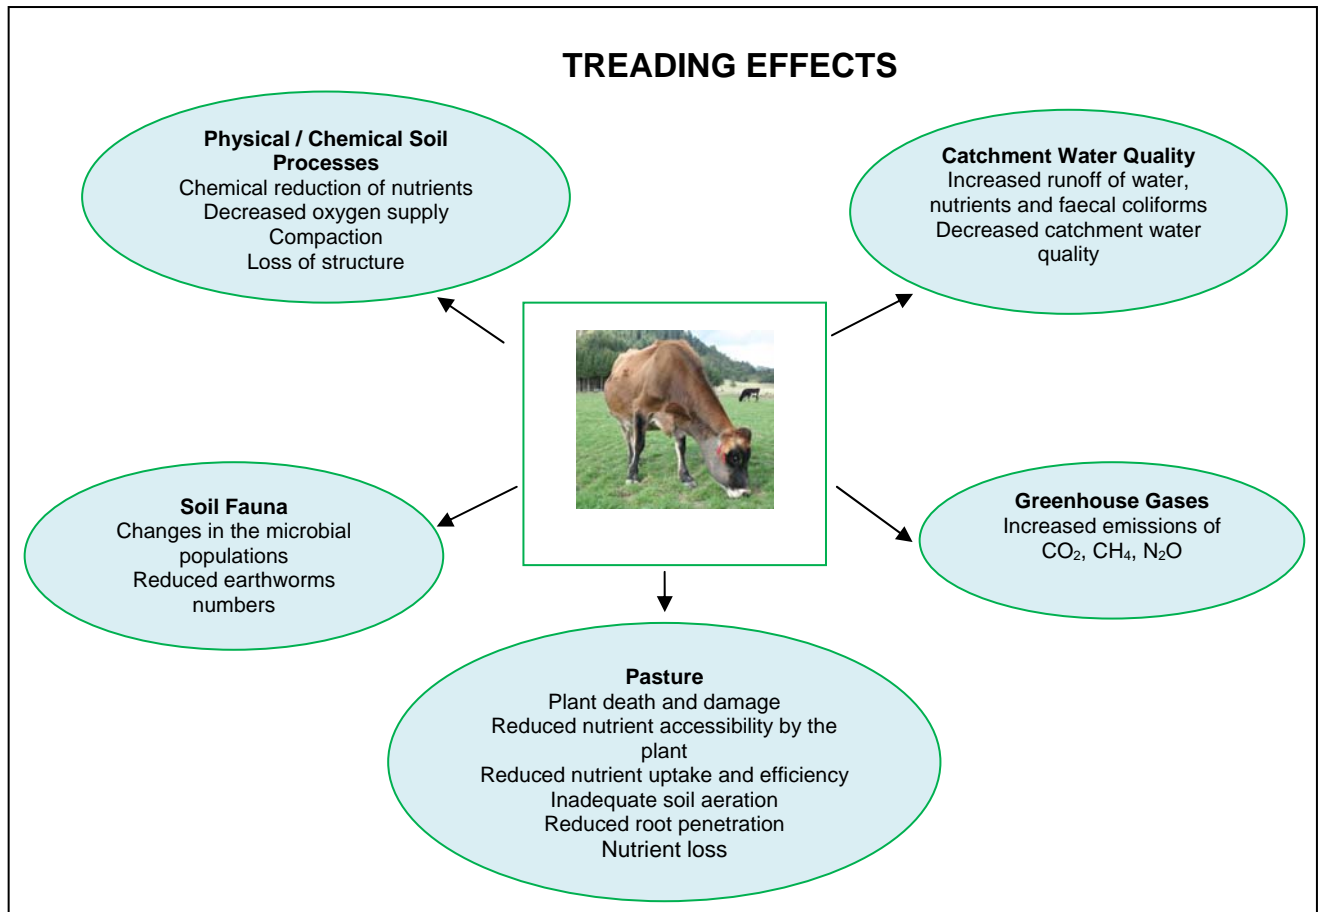 TREADING EFFECTS
Physical / Chemical Soil
Processes
Chemical reduction of nutrients
Decreased oxygen supply
Compaction
Loss of structure
Catchment Water Quality
Increased runoff of water,
nutrients and faecal coliforms
Decreased catchment water
quality
Soil Fauna
Changes in the microbial
populations
Reduced earthworms
numbers
Greenhouse Gases
Increased emissions of
CO₂, CH₄, N₂O
Pasture
Plant death and damage
Reduced nutrient accessibility by the
plant
Reduced nutrient uptake and efficiency
Inadequate soil aeration
Reduced root penetration
Nutrient loss